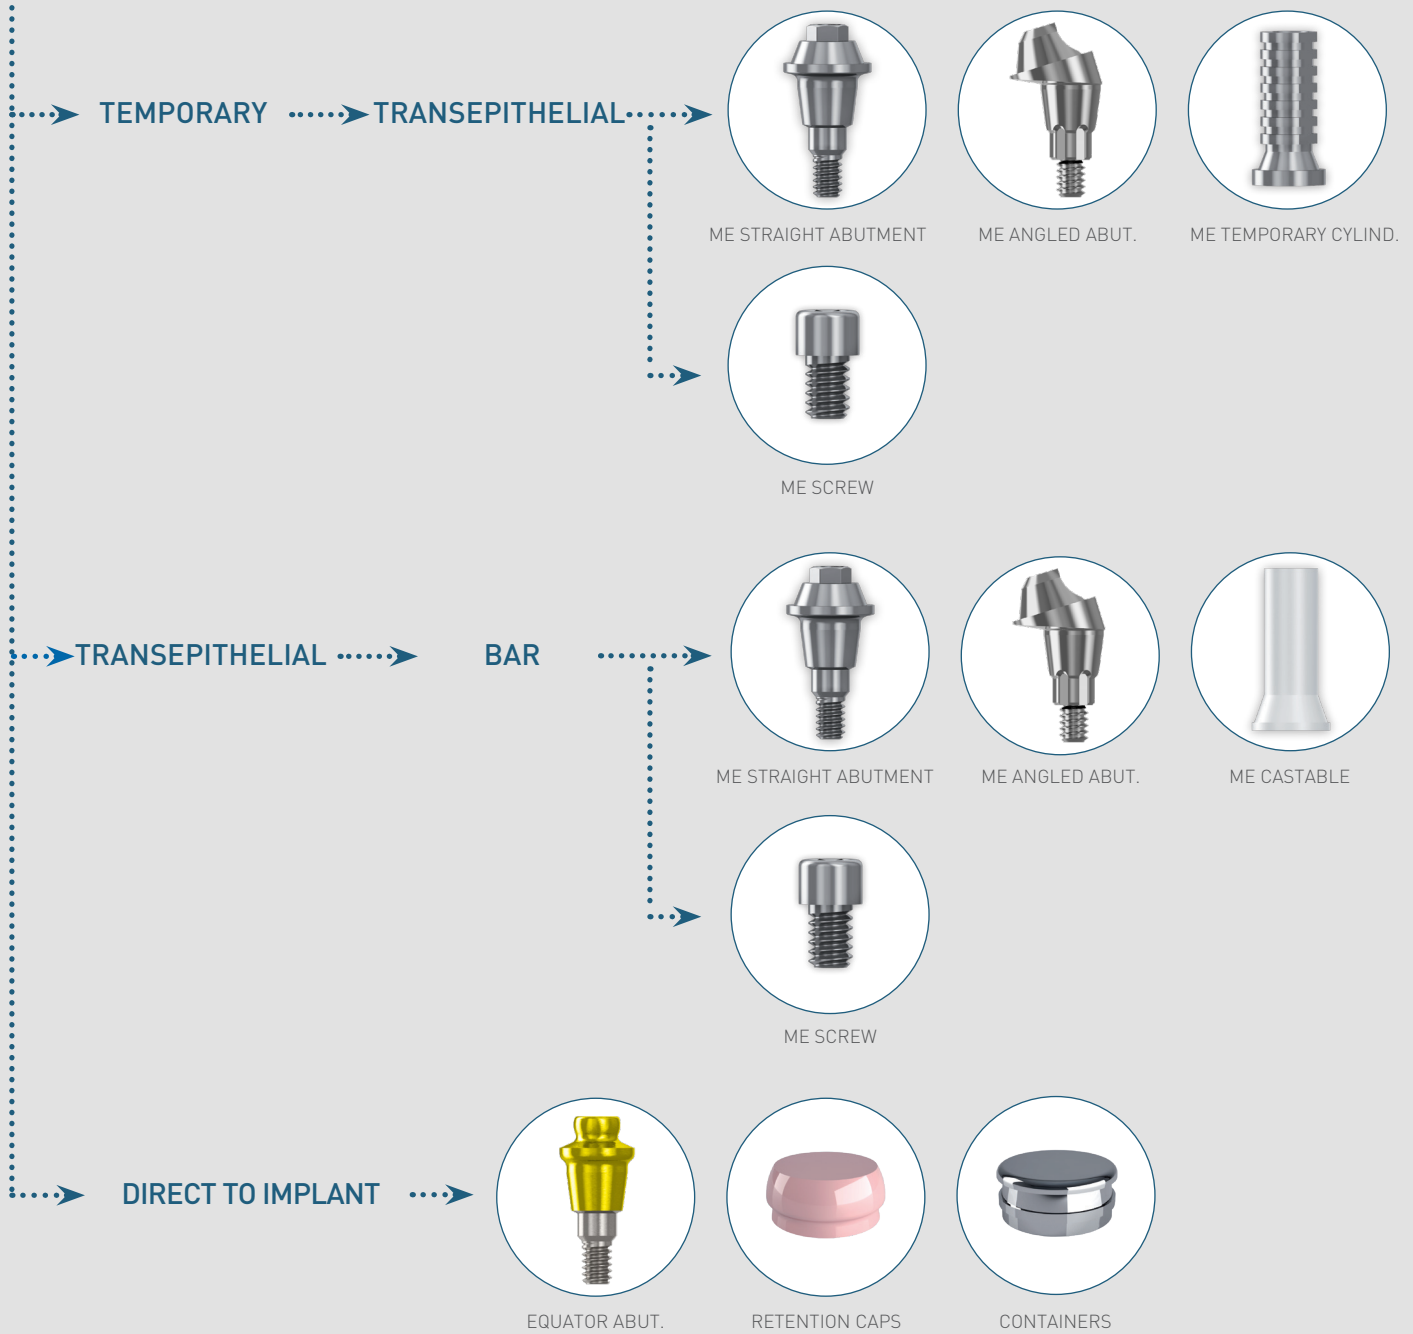 TEMPORARY
TRANSEPITHELIAL
ME STRAIGHT ABUTMENT
ME ANGLED ABUT.
ME TEMPORARY CYLIND.
ME SCREW
TRANSEPITHELIAL
BAR
ME STRAIGHT ABUTMENT
ME ANGLED ABUT.
ME CASTABLE
ME SCREW
DIRECT TO IMPLANT
EQUATOR ABUT.
RETENTION CAPS
CONTAINERS